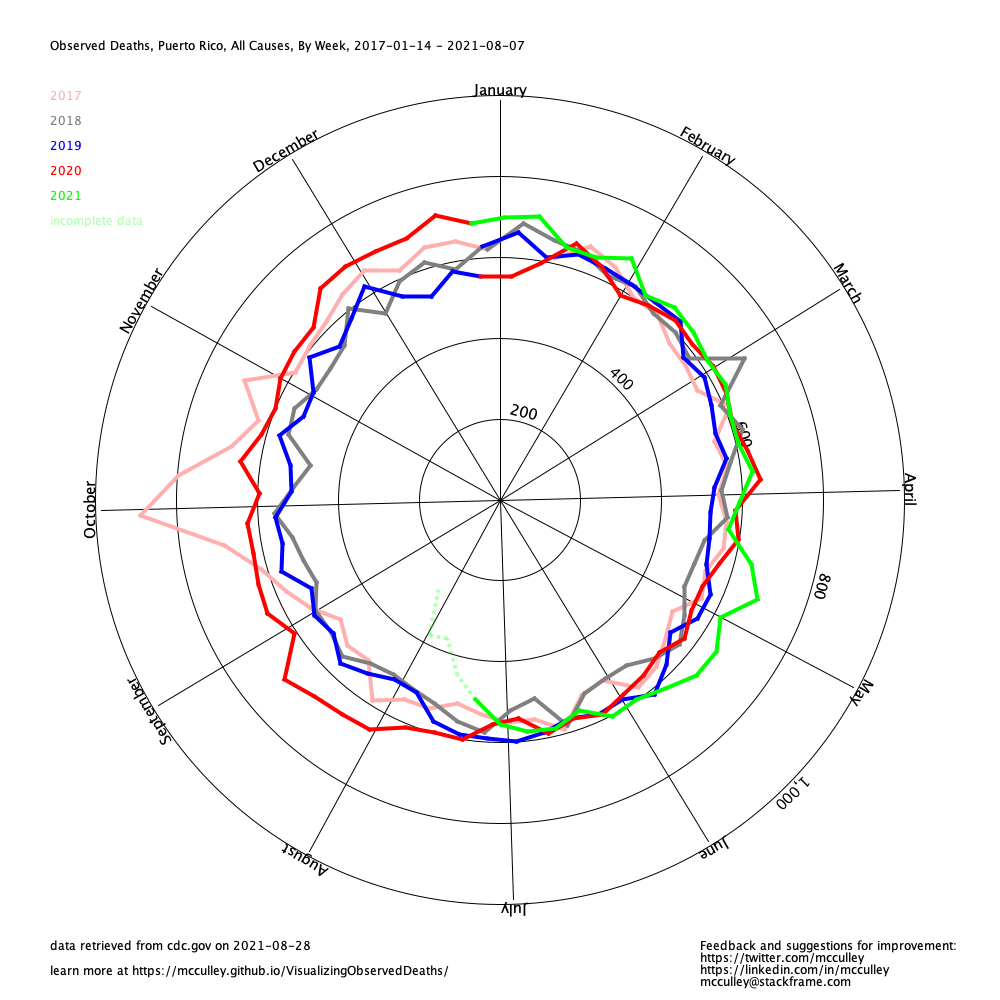 Observed Deaths, Puerto Rico, All Causes, By Week, 2017-01-14 - 2021-08-07
2017
2018
2019
2020
2021
incomplete data
January
February
March
April
May
June
July
August
September
October
November
December
200
400
600
800
1,000
data retrieved from cdc.gov on 2021-08-28
learn more at https://mcculley.github.io/VisualizingObservedDeaths/
Feedback and suggestions for improvement:
https://twitter.com/mcculley
https://linkedin.com/in/mcculley
mcculley@stackframe.com